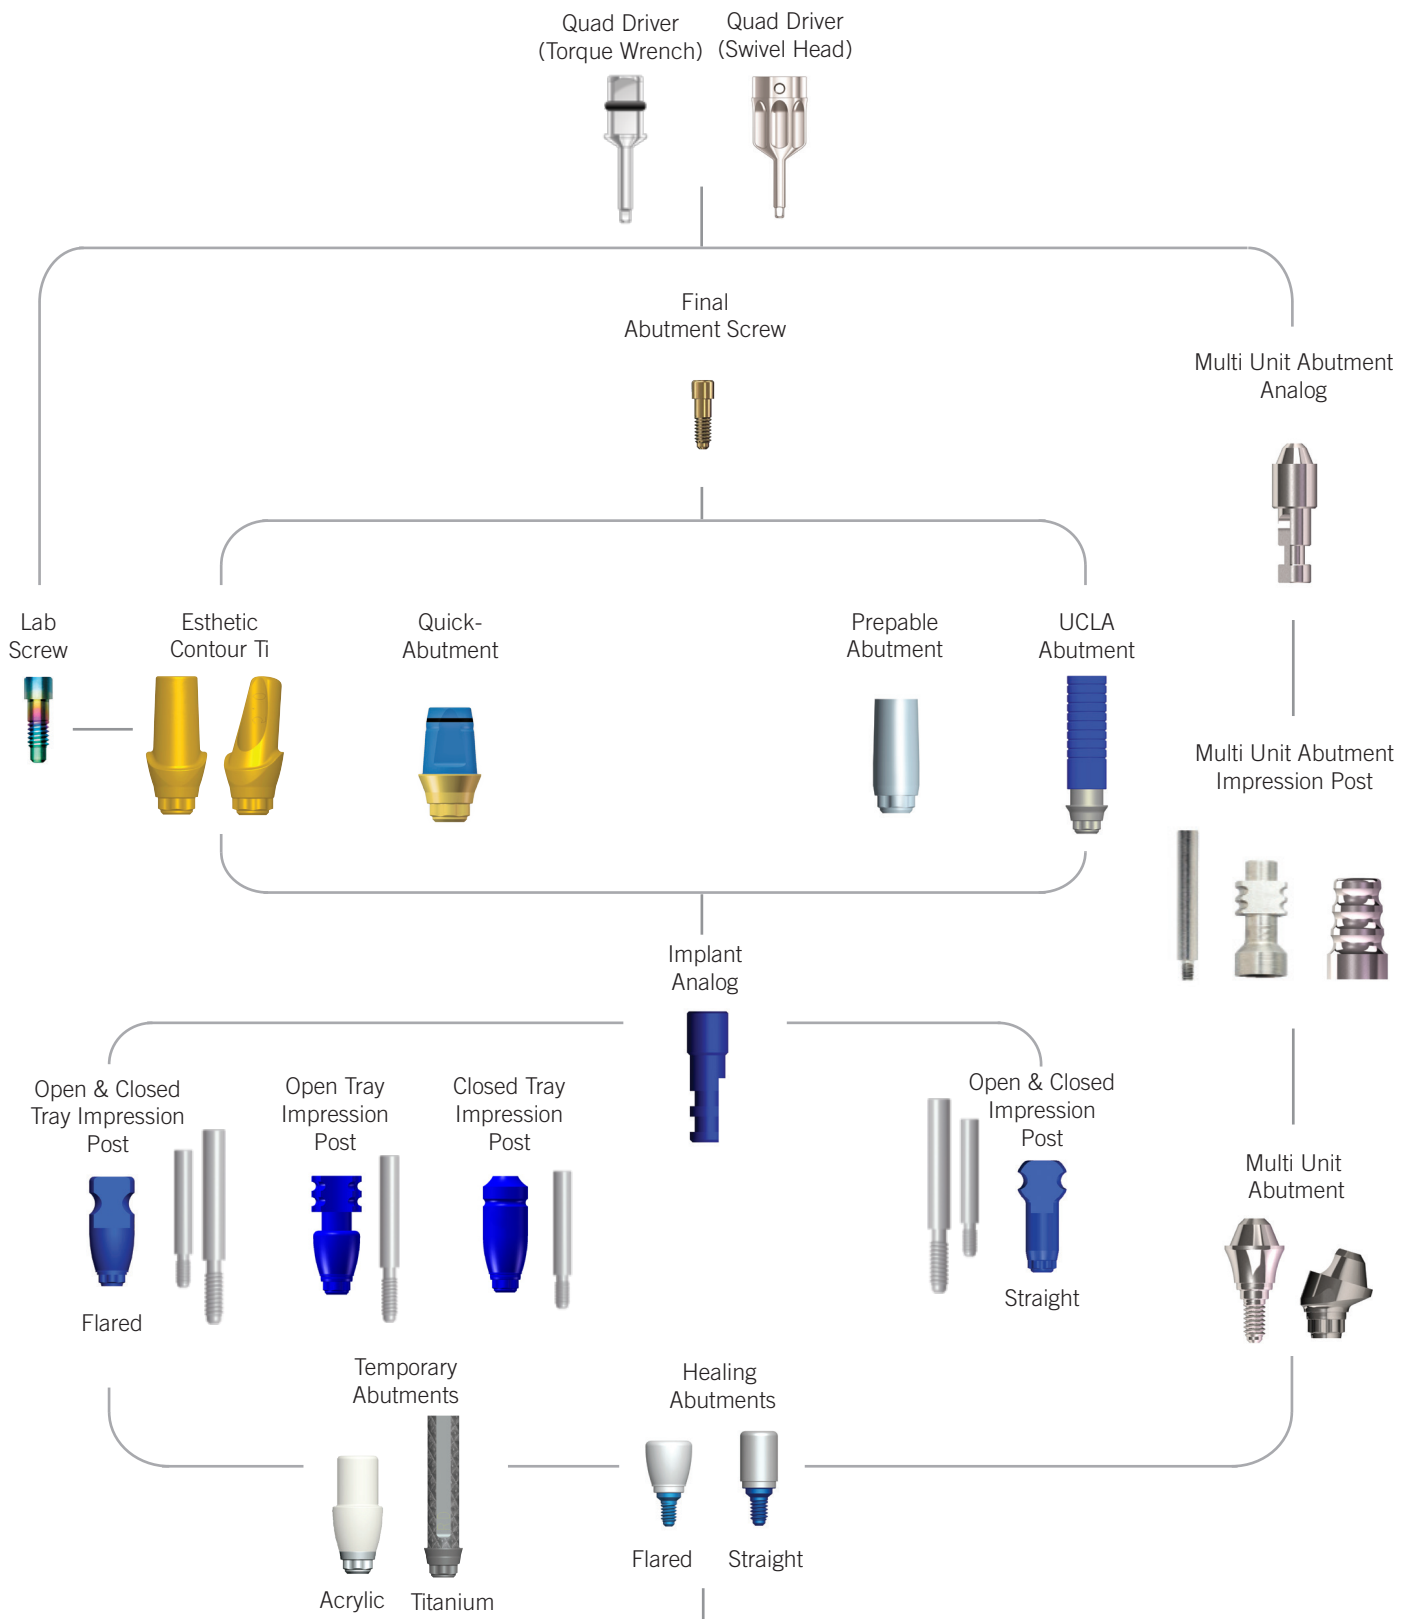 Quad Driver
(Torque Wrench)
Quad Driver
(Swivel Head)
Final
Abutment Screw
Multi Unit Abutment
Analog
Lab
Screw
Esthetic
Contour Ti
Quick-
Abutment
Prepable
Abutment
UCLA
Abutment
Multi Unit Abutment
Impression Post
Implant
Analog
Open & Closed
Tray Impression
Post
Open Tray
Impression
Post
Closed Tray
Impression
Post
Open & Closed
Impression
Post
Multi Unit
Abutment
Flared
Straight
Temporary
Abutments
Healing
Abutments
Acrylic
Titanium
Flared
Straight